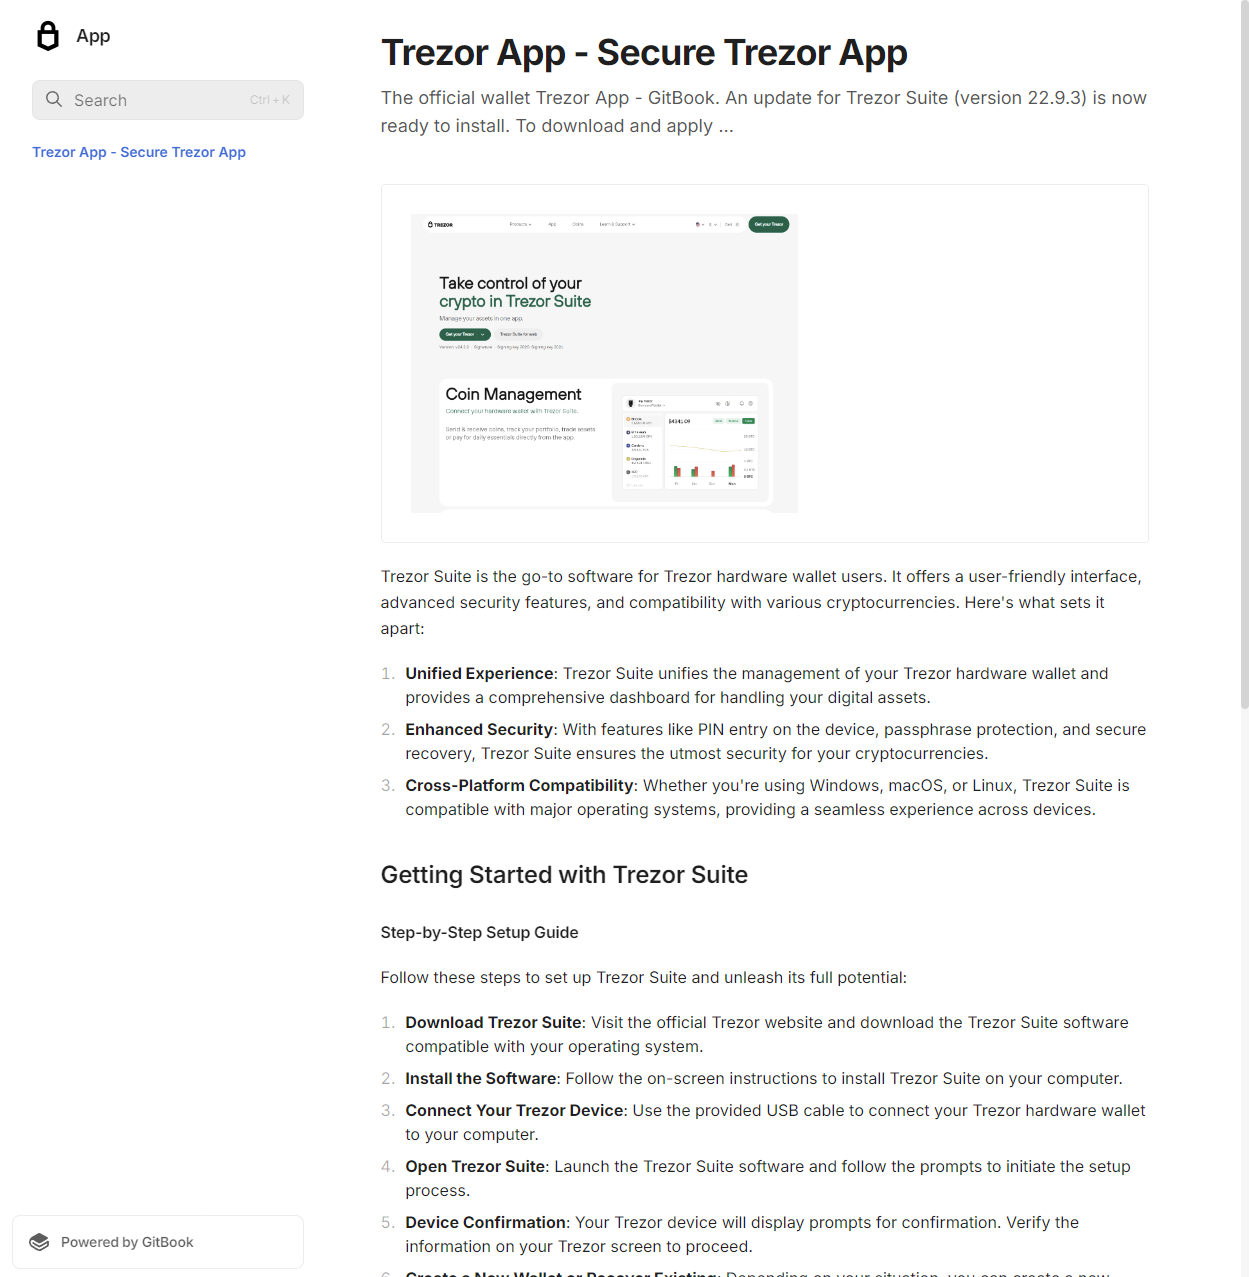 App
Search
Ctrl + K
Trezor App - Secure Trezor App
Trezor App - Secure Trezor App
The official wallet Trezor App - GitBook. An update for Trezor Suite (version 22.9.3) is now
ready to install. To download and apply ...
TREZOR
Products
App
Coins
Learn & Support
Get your Trezor
Take control of your
crypto in Trezor Suite
Manage your assets in one app.
Get your Trezor
Trezor Suite for web
Coin Management
Connect your hardware wallet with Trezor Suite.
Send & receive coins, track your portfolio, trade assets
or pay for daily essentials directly from the app.
Trezor Suite is the go-to software for Trezor hardware wallet users. It offers a user-friendly interface,
advanced security features, and compatibility with various cryptocurrencies. Here's what sets it
apart:
1. Unified Experience: Trezor Suite unifies the management of your Trezor hardware wallet and
provides a comprehensive dashboard for handling your digital assets.
2. Enhanced Security: With features like PIN entry on the device, passphrase protection, and secure
recovery, Trezor Suite ensures the utmost security for your cryptocurrencies.
3. Cross-Platform Compatibility: Whether you're using Windows, macOS, or Linux, Trezor Suite is
compatible with major operating systems, providing a seamless experience across devices.
Getting Started with Trezor Suite
Step-by-Step Setup Guide
Follow these steps to set up Trezor Suite and unleash its full potential:
1. Download Trezor Suite: Visit the official Trezor website and download the Trezor Suite software
compatible with your operating system.
2. Install the Software: Follow the on-screen instructions to install Trezor Suite on your computer.
3. Connect Your Trezor Device: Use the provided USB cable to connect your Trezor hardware wallet
to your computer.
4. Open Trezor Suite: Launch the Trezor Suite software and follow the prompts to initiate the setup
process.
5. Device Confirmation: Your Trezor device will display prompts for confirmation. Verify the
information on your Trezor screen to proceed.
6. Create a New Wallet or Recover Existing: Depending on your situation, you can create a new
Powered by GitBook